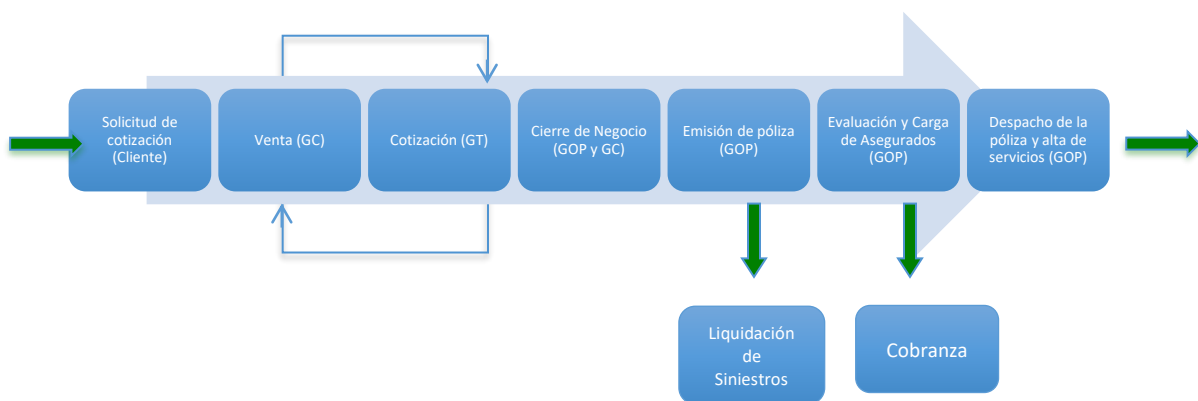 Solicitud de
cotización
(Cliente)
Venta (GC)
Cotización (GT)
Cierre de Negocio
(GOP y GC)
Emisión de póliza
(GOP)
Evaluación y Carga
de Asegurados
(GOP)
Despacho de la
póliza y alta de
servicios (GOP)
Liquidación
de
Siniestros
Cobranza